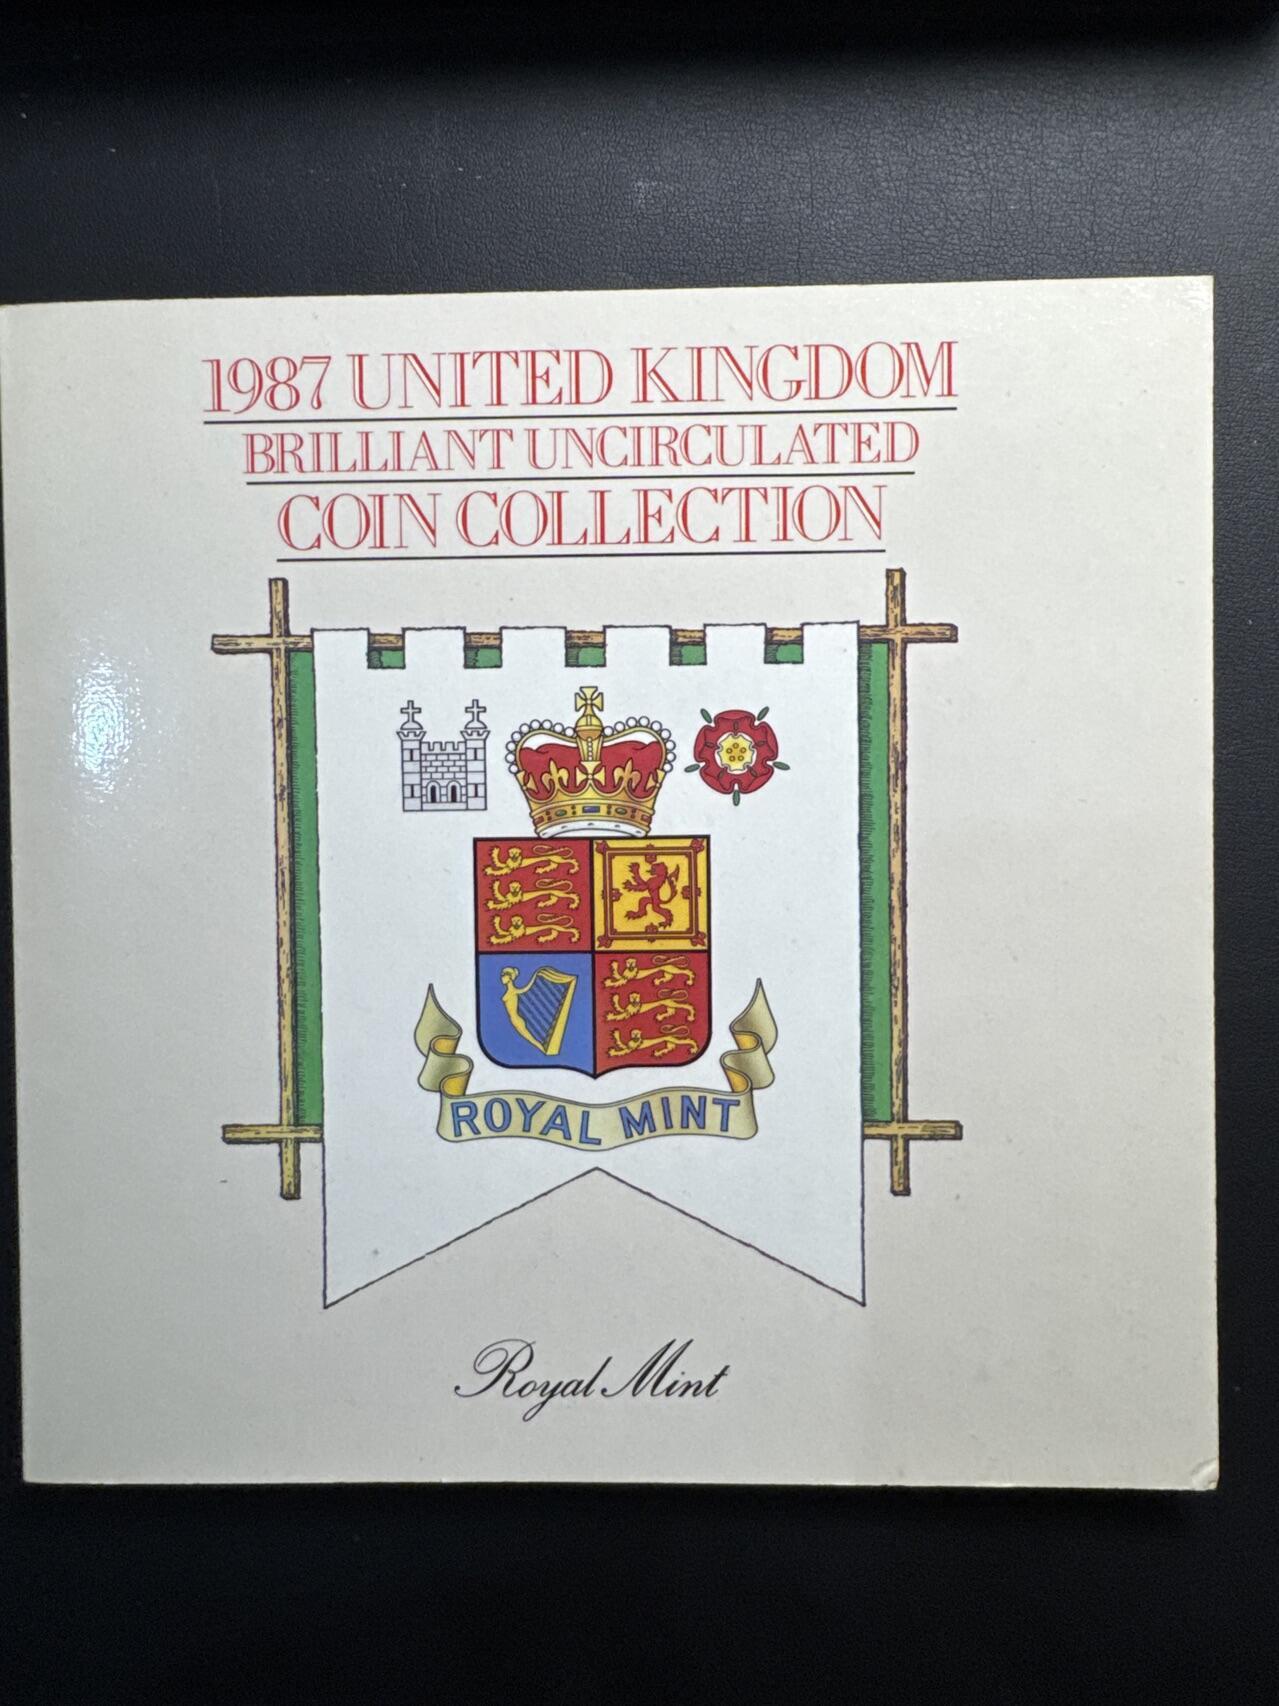 1987 UNITED KINGDOM
BRILLIANT UNCIRCULATED
COIN COLLECTION
ROYAL MINT
Royal Mint